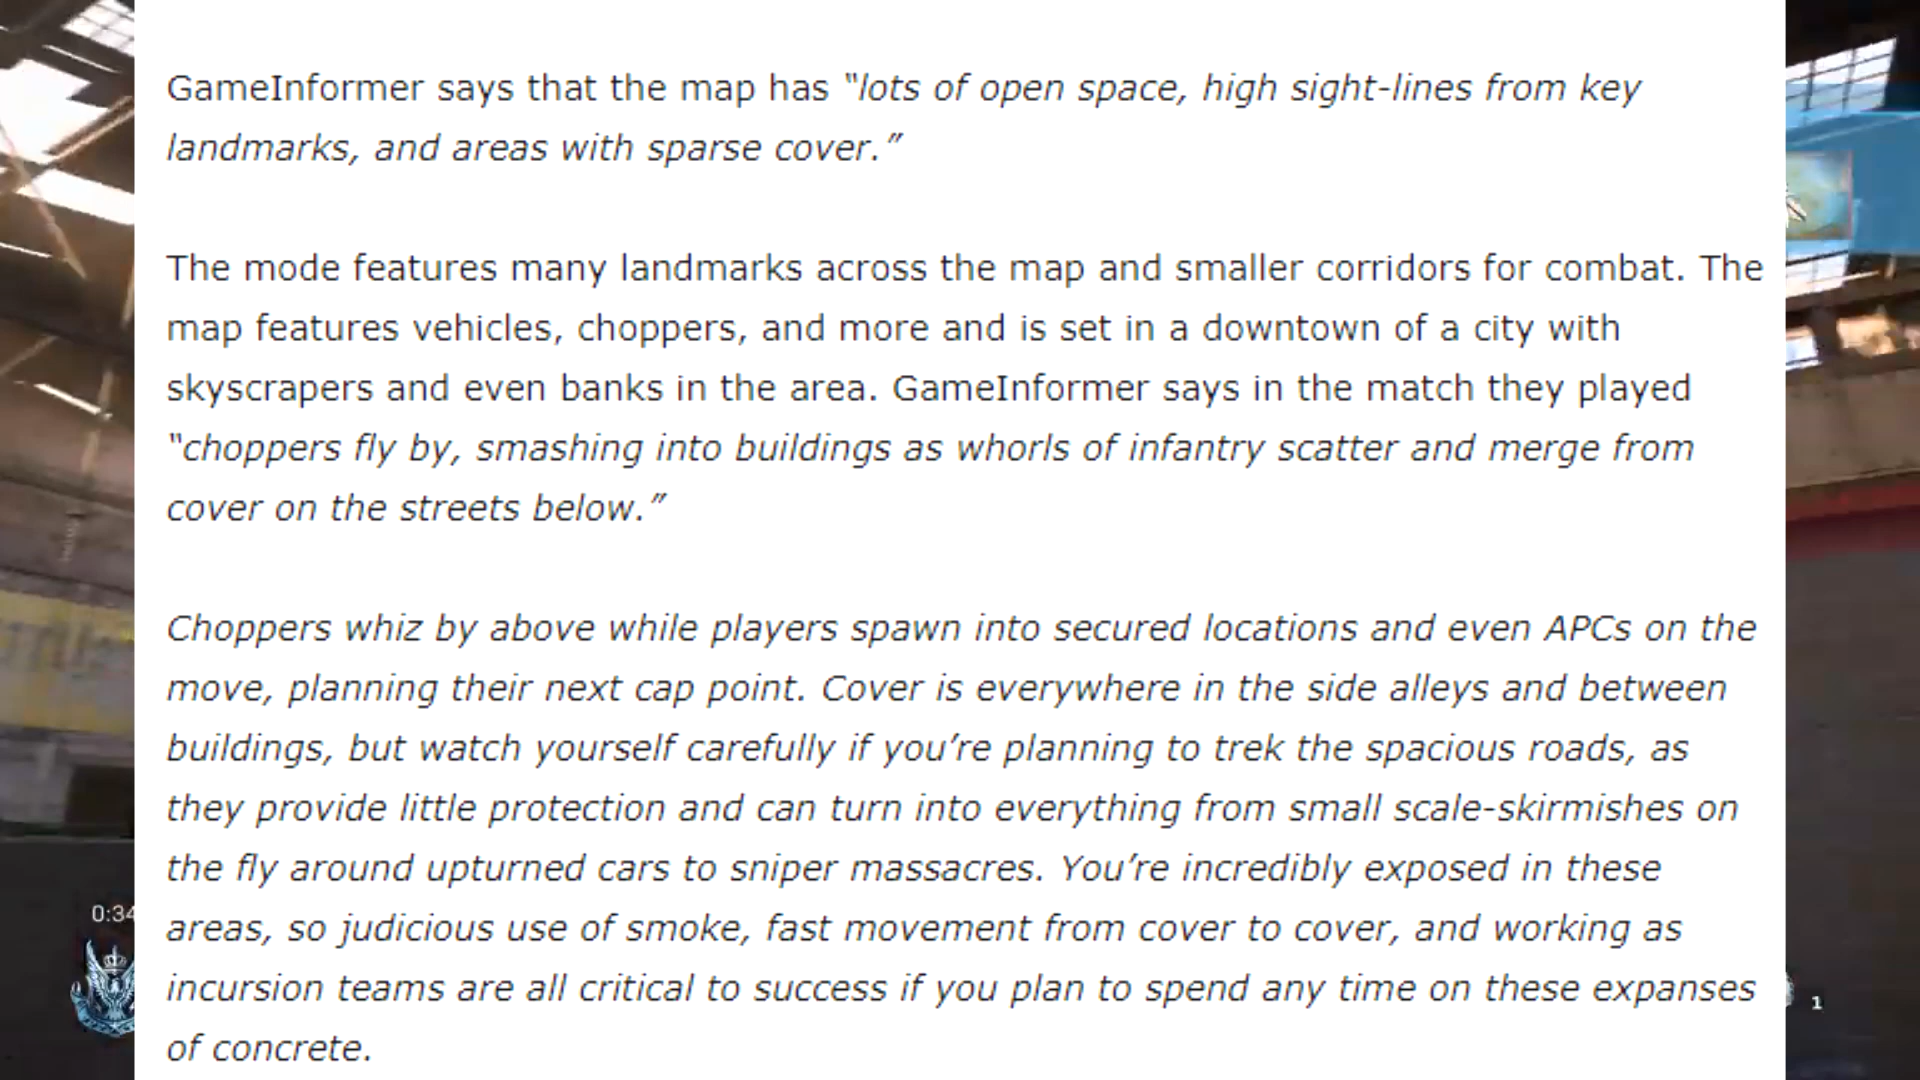 GameInformer says that the map has “lots of open space, high sight-lines from key
landmarks, and areas with sparse cover.”
The mode features many landmarks across the map and smaller corridors for combat. The
map features vehicles, choppers, and more and is set in a downtown of a city with
skyscrapers and even banks in the area. GameInformer says in the match they played
“choppers fly by, smashing into buildings as whorls of infantry scatter and merge from
cover on the streets below.”
Choppers whiz by above while players spawn into secured locations and even APCs on the
move, planning their next cap point. Cover is everywhere in the side alleys and between
buildings, but watch yourself carefully if you’re planning to trek the spacious roads, as
they provide little protection and can turn into everything from small scale-skirmishes on
the fly around upturned cars to sniper massacres. You’re incredibly exposed in these
areas, so judicious use of smoke, fast movement from cover to cover, and working as
incursion teams are all critical to success if you plan to spend any time on these expanses
of concrete.
0:34
1